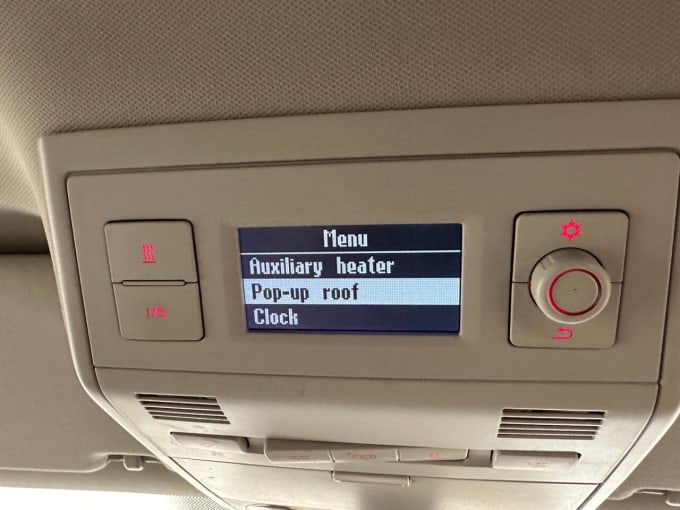 Menu
Auxiliary heater
Pop-up roof
Clock